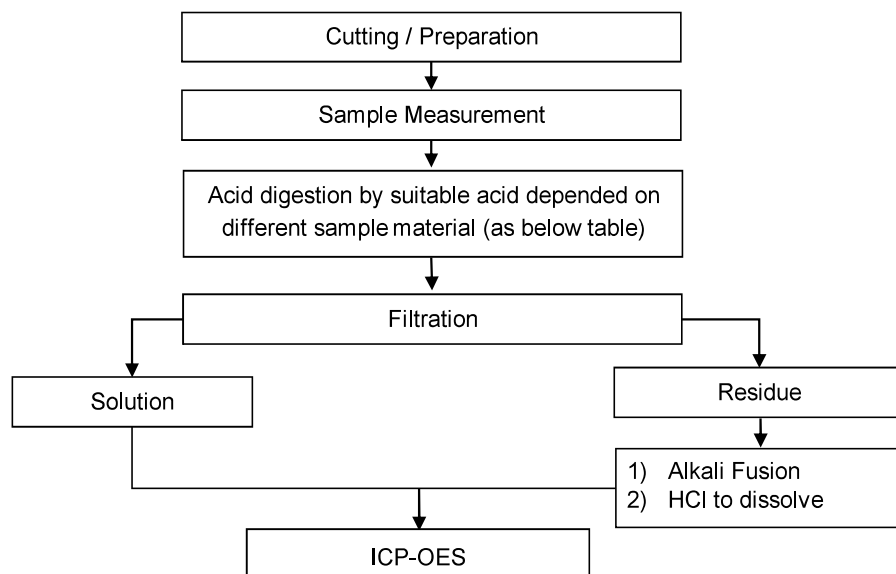 Cutting / Preparation
Sample Measurement
Acid digestion by suitable acid depended on
different sample material (as below table)
Filtration
Solution
Residue
1) Alkali Fusion
2) HCl to dissolve
ICP-OES